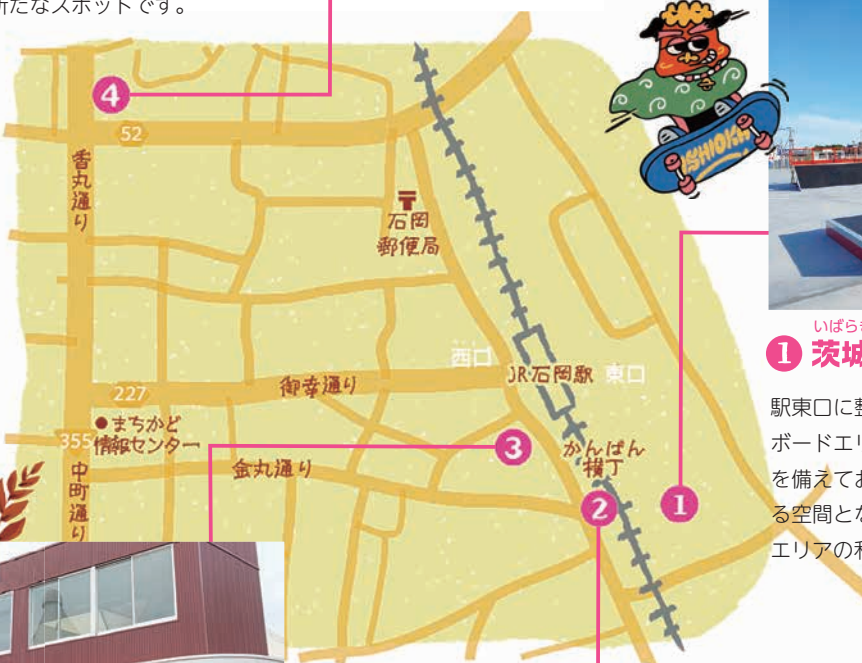 新たなスポットです。
4
52
香丸通り
〒
石岡
郵便局
ISHIOKA
西口
JR石岡駅
東口
227
御幸通り
まちかど
情報センター
355
中町通り
金丸通り
3
かんばん
横丁
2
1
いばら
1 茨城
駅東口に
ボードエリ
を備えてお
る空間とな
エリアの